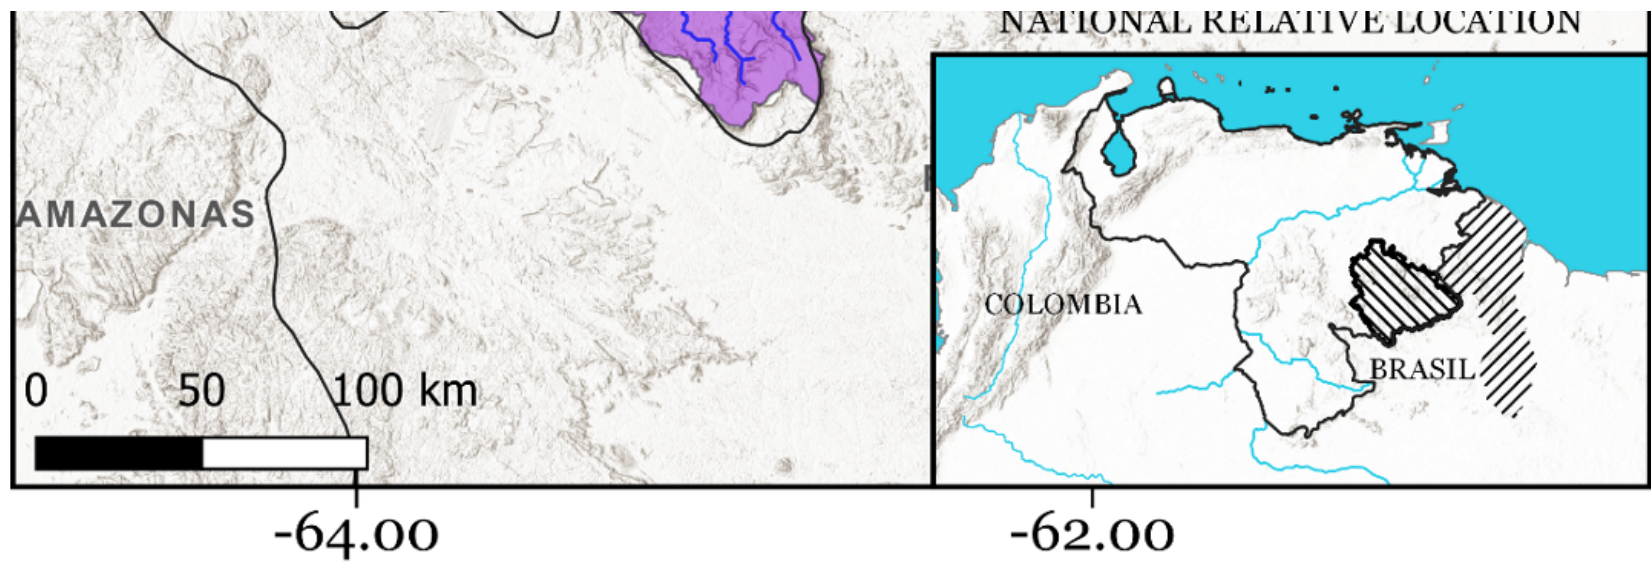 NATIONAL RELATIVE LOCATION
AMAZONAS
COLOMBIA
BRASIL
0 50 100 km
-64.00 -62.00